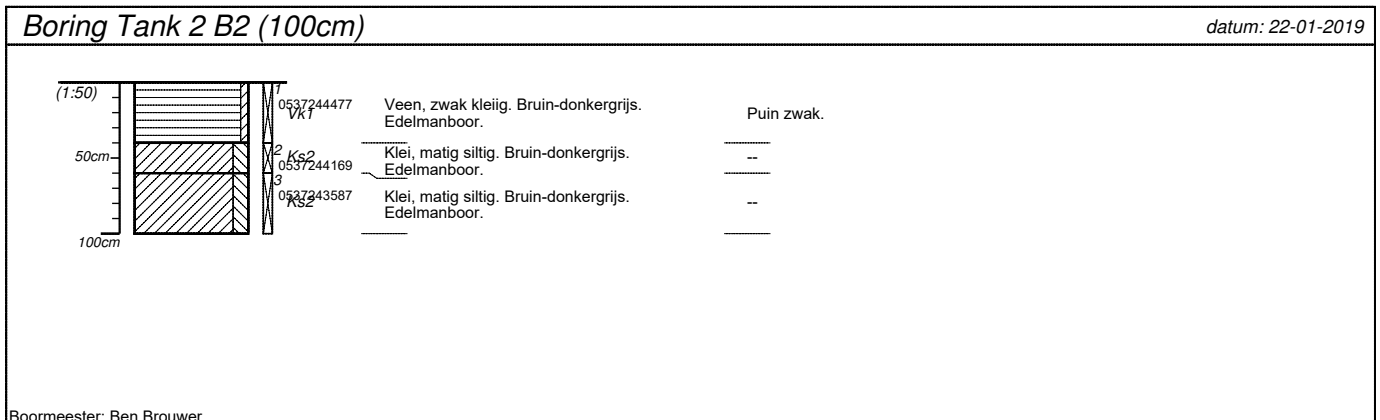 Boring Tank 2 B2 (100cm)
datum: 22-01-2019
(1:50)
1
0537244477
Vk1
Veen, zwak kleiig. Bruin-donkergrijs.
Edelmanboor.
Puin zwak.
50cm
2
Ks2
0537244169
Klei, matig siltig. Bruin-donkergrijs.
Edelmanboor.
--
3
0537243587
Ks2
Klei, matig siltig. Bruin-donkergrijs.
Edelmanboor.
--
100cm
Boormeester: Ben Brouwer